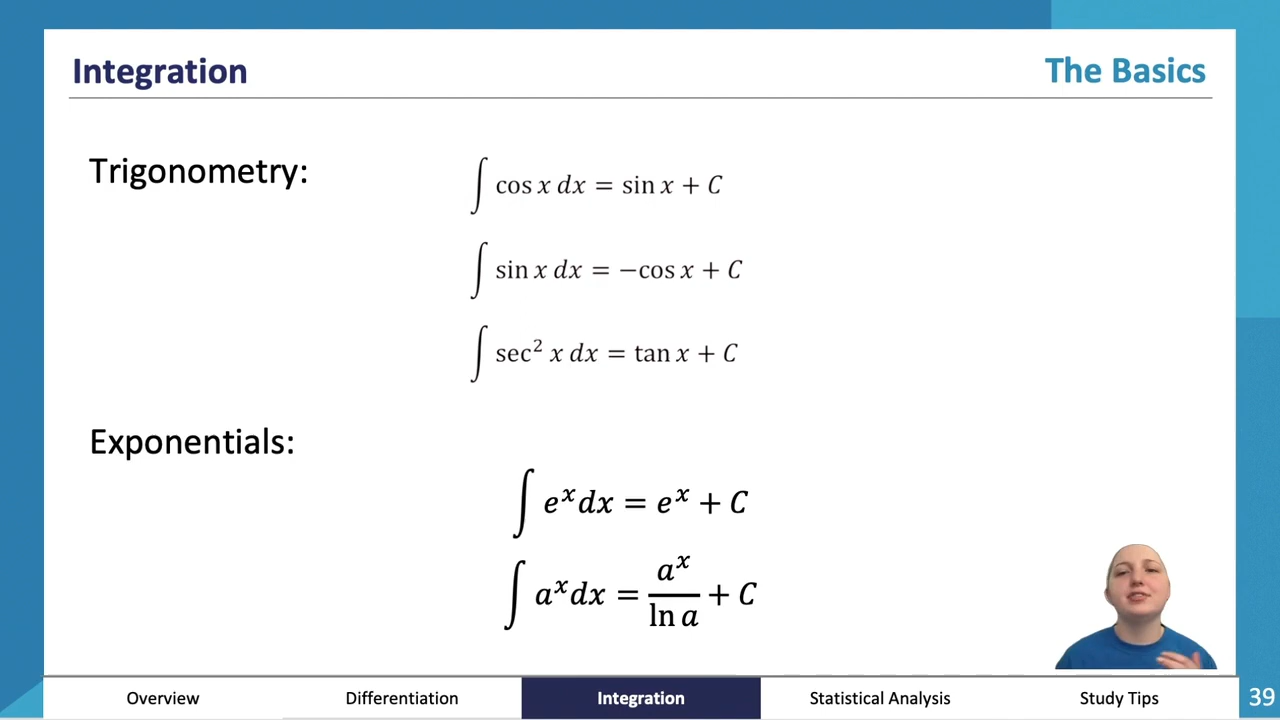 Integration
The Basics
Trigonometry:
∫ cos x dx = sin x + C
∫ sin x dx = −cos x + C
∫ sec² x dx = tan x + C
Exponentials:
∫ eˣdx = eˣ + C
∫ aˣdx = aˣ/ln a + C
Overview
Differentiation
Integration
Statistical Analysis
Study Tips
39